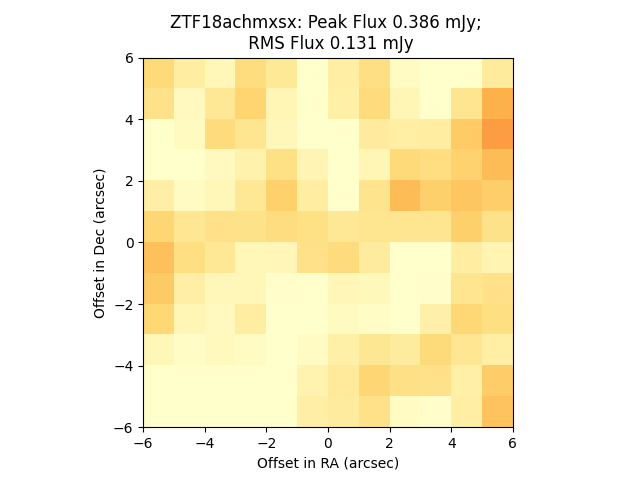 ZTF18achmxsx: Peak Flux 0.386 mJy;
RMS Flux 0.131 mJy
6
4
2
0
−2
−4
−6
Offset in Dec (arcsec)
−6 −4 −2 0 2 4 6
Offset in RA (arcsec)